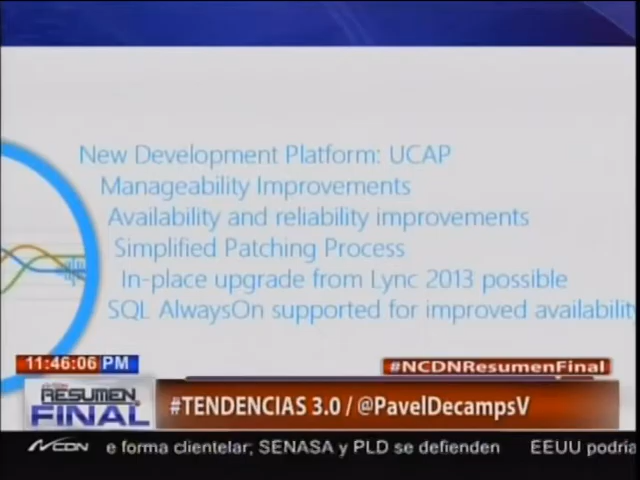 New Development Platform: UCAP
Manageability Improvements
Availability and reliability improvements
Simplified Patching Process
In-place upgrade from Lync 2013 possible
SQL AlwaysOn supported for improved availability
11:46:06 PM
#NCDNResumenFinal
RESUMEN
FINAL
#TENDENCIAS 3.0 / @PavelDecampsV
NCDN e forma clientelar; SENASA y PLD se defienden EEUU podría